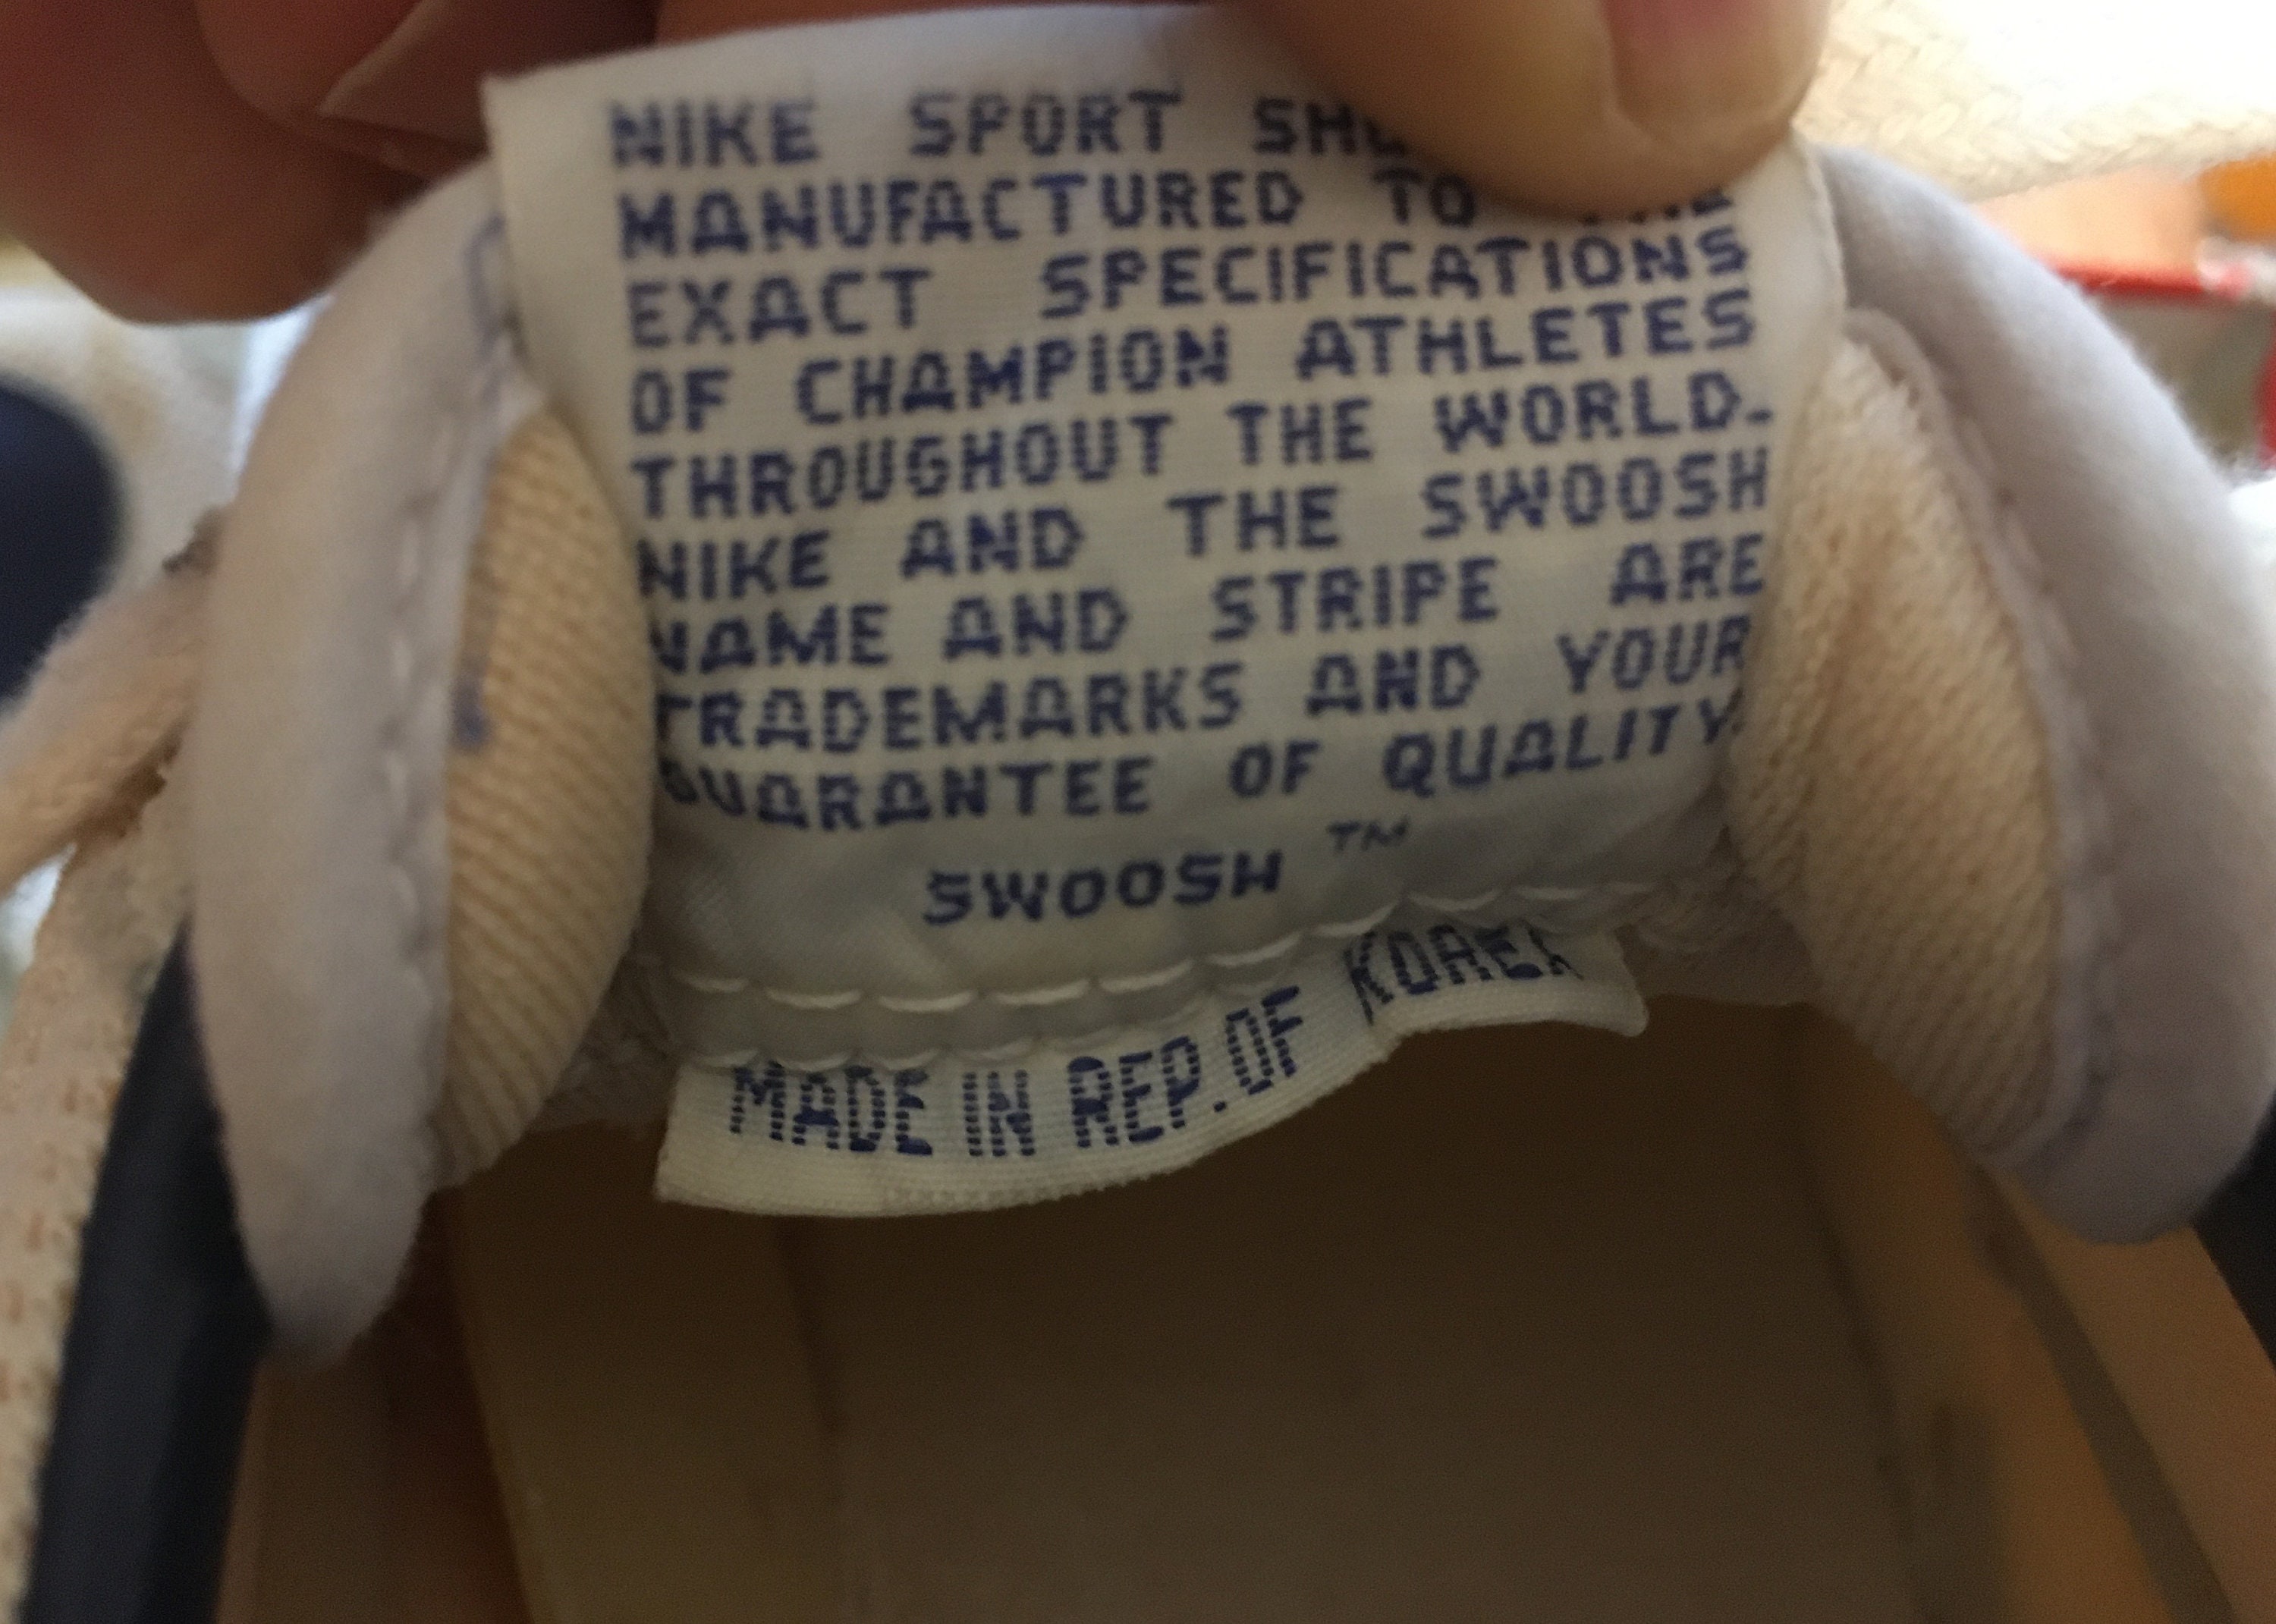 NIKE SPORT
MANUFACTURED TO THE
EXACT SPECIFICATIONS
OF CHAMPION ATHLETES
THROUGHOUT THE WORLD.
NIKE AND THE SWOOSH
NAME AND STRIPE ARE
TRADEMARKS AND YOUR
GUARANTEE OF QUALITY.
SWOOSH TM
MADE IN REP. OF KOREA